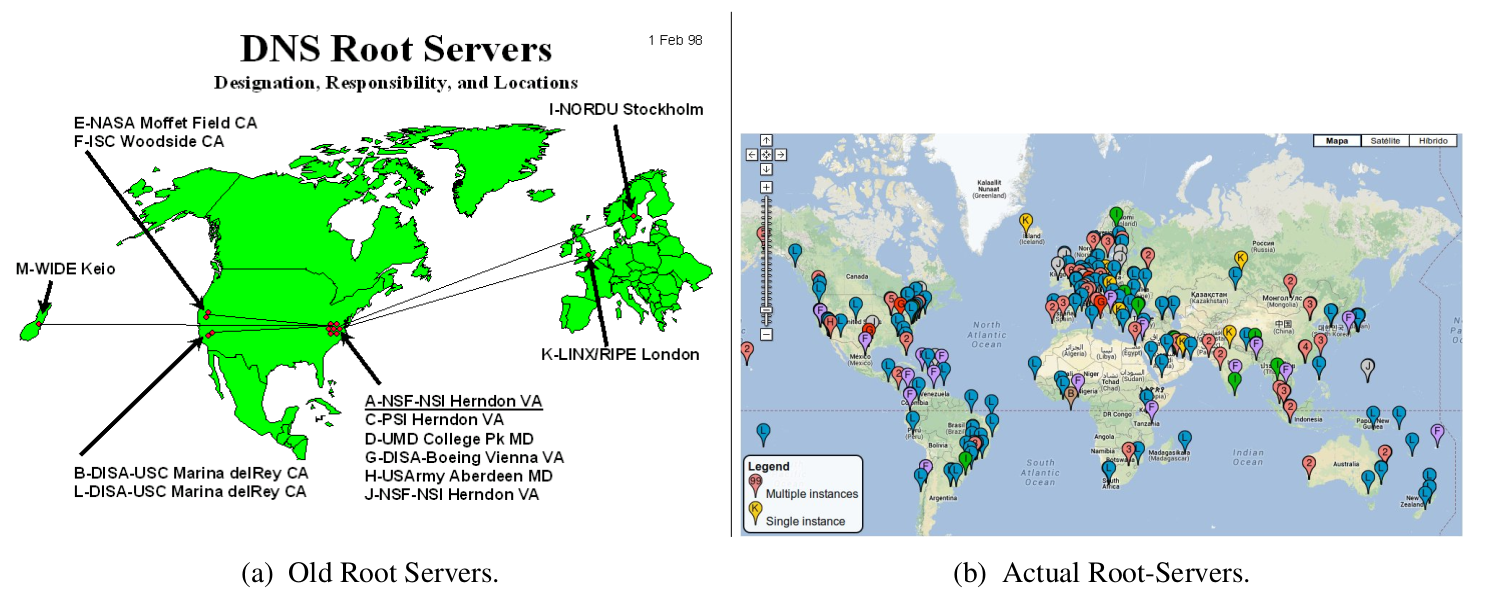 DNS Root Servers
1 Feb 98
Designation, Responsibility, and Locations
I-NORDU Stockholm
E-NASA Moffet Field CA
F-ISC Woodside CA
M-WIDE Keio
K-LINX/RIPE London
A-NSF-NSI Herndon VA
C-PSI Herndon VA
D-UMD College Pk MD
G-DISA-Boeing Vienna VA
H-USArmy Aberdeen MD
J-NSF-NSI Herndon VA
B-DISA-USC Marina delRey CA
L-DISA-USC Marina delRey CA
(a) Old Root Servers.
Mapa
Satélite
Híbrido
Kalaallit
Nunaat
(Greenland)
(Iceland)
Россия
(Russia)
Canada
Қазақстан
(Kazakhstan)
(Mongolia)
中国
(China)
North
Atlantic
Ocean
México
(Mexico)
الجزائر
(Algeria)
ليبيا
(Libya)
(Egypt)
Niger
Tchad
(Chad)
السودان
(Sudan)
DR Congo
Tanzania
Angola
Namibia
Botswana
Madagasikara
(Madagascar)
South
Africa
Venezuela
Perú
(Peru)
Brasil
Bolivia
Argentina
South
Atlantic
Ocean
Indian
Ocean
Indonesia
Papua New
Guinea
Australia
New
Zealand
Legend
99 Multiple instances
K Single instance
(b) Actual Root-Servers.